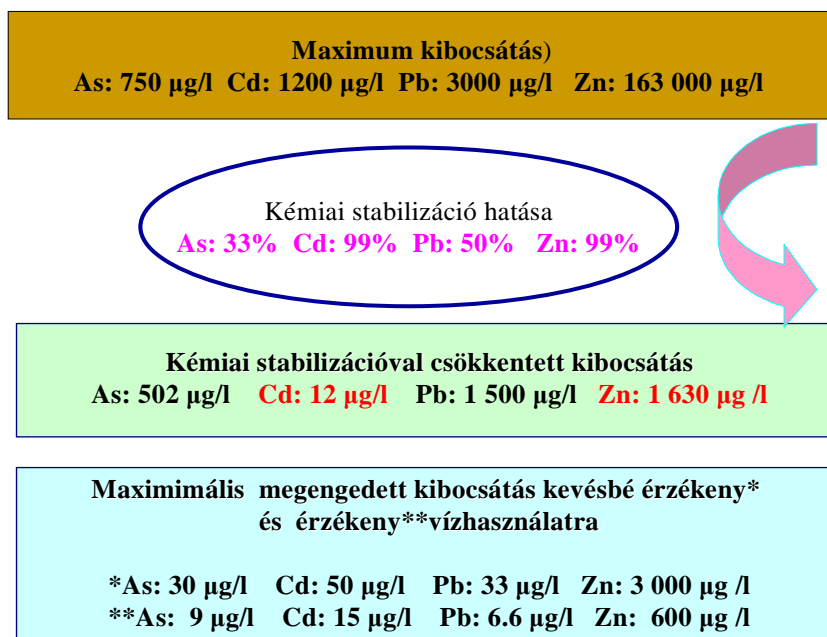 Maximum kibocsátás)
As: 750 µg/l Cd: 1200 µg/l Pb: 3000 µg/l Zn: 163 000 µg/l
Kémiai stabilizáció hatása
As: 33% Cd: 99% Pb: 50% Zn: 99%
Kémiai stabilizációval csökkentett kibocsátás
As: 502 µg/l Cd: 12 µg/l Pb: 1 500 µg/l Zn: 1 630 µg /l
Maximimális megengedett kibocsátás kevésbé érzékeny*
és érzékeny**vízhasználatra
*As: 30 µg/l Cd: 50 µg/l Pb: 33 µg/l Zn: 3 000 µg /l
**As: 9 µg/l Cd: 15 µg/l Pb: 6.6 µg/l Zn: 600 µg /l